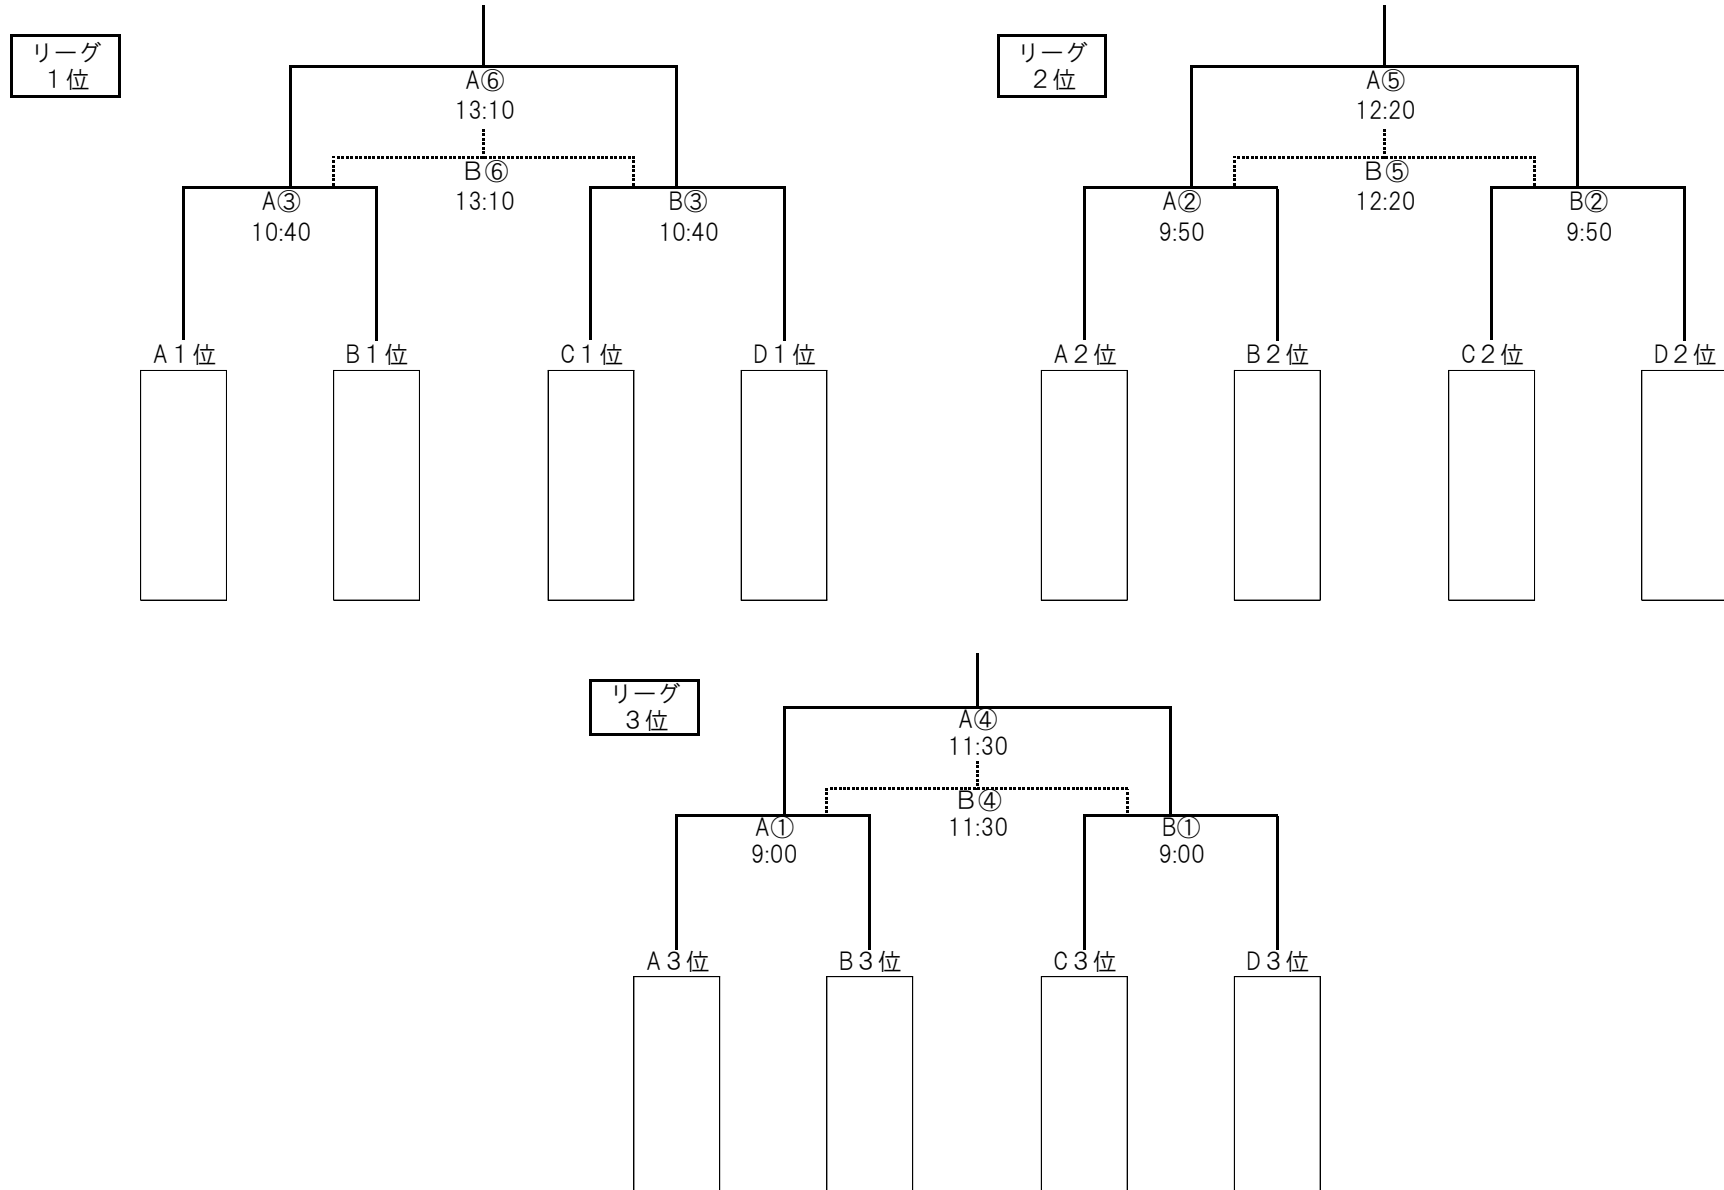 リーグ
１位
A⑥
13:10
B⑥
13:10
A③
10:40
B③
10:40
A１位
B１位
C１位
D１位
リーグ
２位
A⑤
12:20
B⑤
12:20
A②
9:50
B②
9:50
A２位
B２位
C２位
D２位
リーグ
３位
A④
11:30
B④
11:30
A①
9:00
B①
9:00
A３位
B３位
C３位
D３位